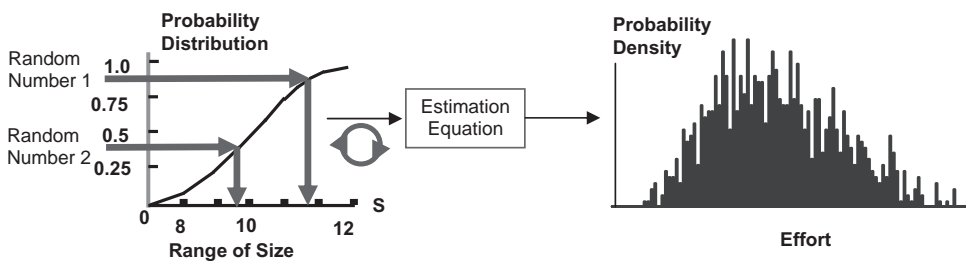 Probability
Distribution
Random
Number 1
1.0
0.75
Random
Number 2
0.5
0.25
0
8
10
12
S
Range of Size
Estimation
Equation
Probability
Density
Effort